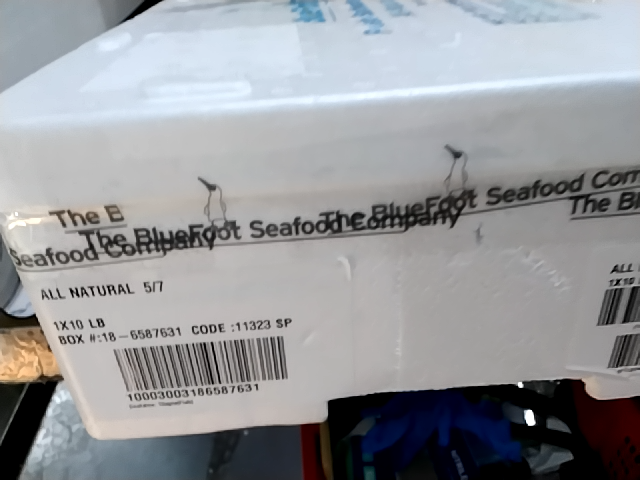 The B
Seafood Company
The BlueFoot Seafood Company
The BlueFoot Seafood Com
The Bl
ALL NATURAL 5/7
1X10 LB
BOX #:18-6587631 CODE :11323 SP
10003003186587631
ALL
1X10